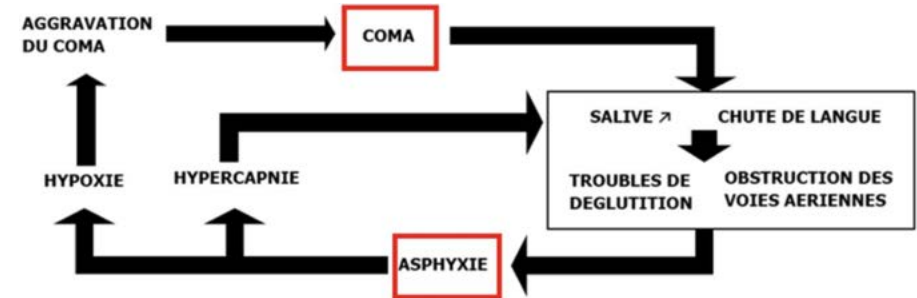 AGGRAVATION
DU COMA
COMA
SALIVE ↗ CHUTE DE LANGUE
HYPOXIE
HYPERCAPNIE
TROUBLES DE
DEGLUTITION
OBSTRUCTION DES
VOIES AERIENNES
ASPHYXIE